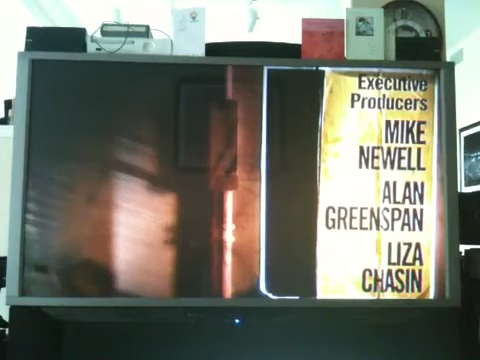 Executive
Producers
MIKE
NEWELL
ALAN
GREENSPAN
LIZA
CHASIN